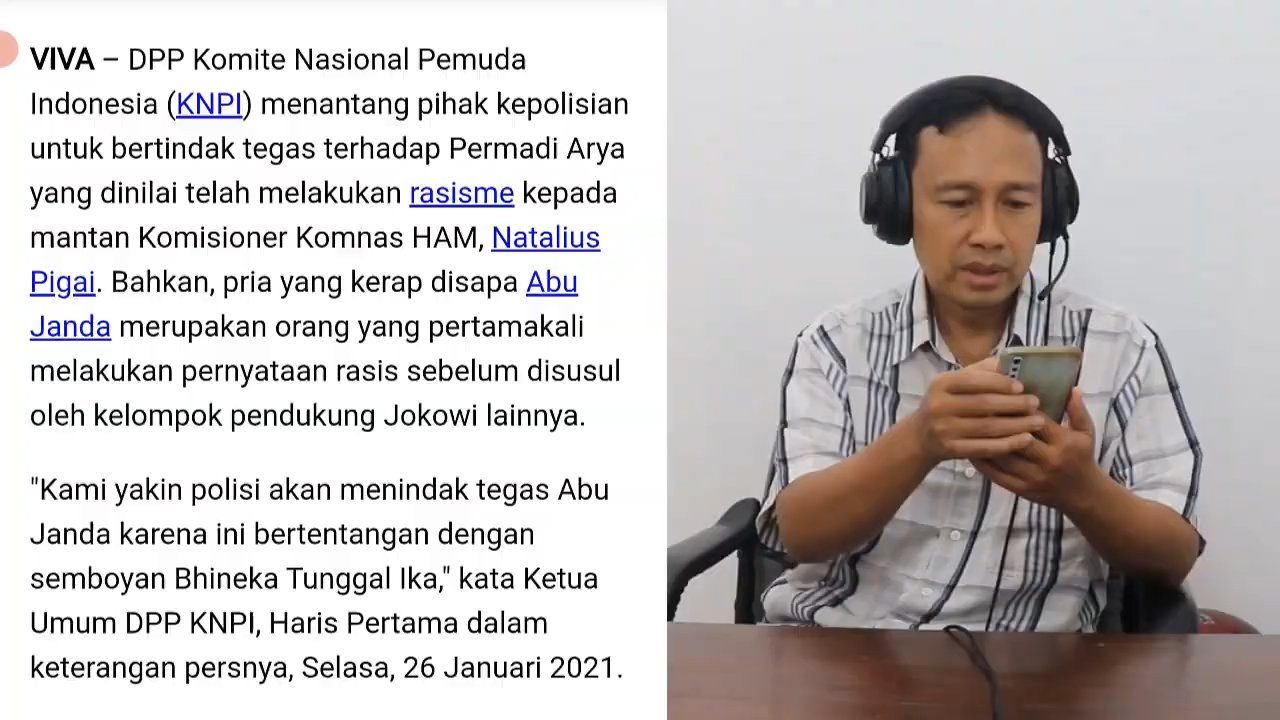 VIVA – DPP Komite Nasional Pemuda
Indonesia (KNPI) menantang pihak kepolisian
untuk bertindak tegas terhadap Permadi Arya
yang dinilai telah melakukan rasisme kepada
mantan Komisioner Komnas HAM, Natalius
Pigai. Bahkan, pria yang kerap disapa Abu
Janda merupakan orang yang pertamakali
melakukan pernyataan rasis sebelum disusul
oleh kelompok pendukung Jokowi lainnya.
"Kami yakin polisi akan menindak tegas Abu
Janda karena ini bertentangan dengan
semboyan Bhineka Tunggal Ika," kata Ketua
Umum DPP KNPI, Haris Pertama dalam
keterangan persnya, Selasa, 26 Januari 2021.